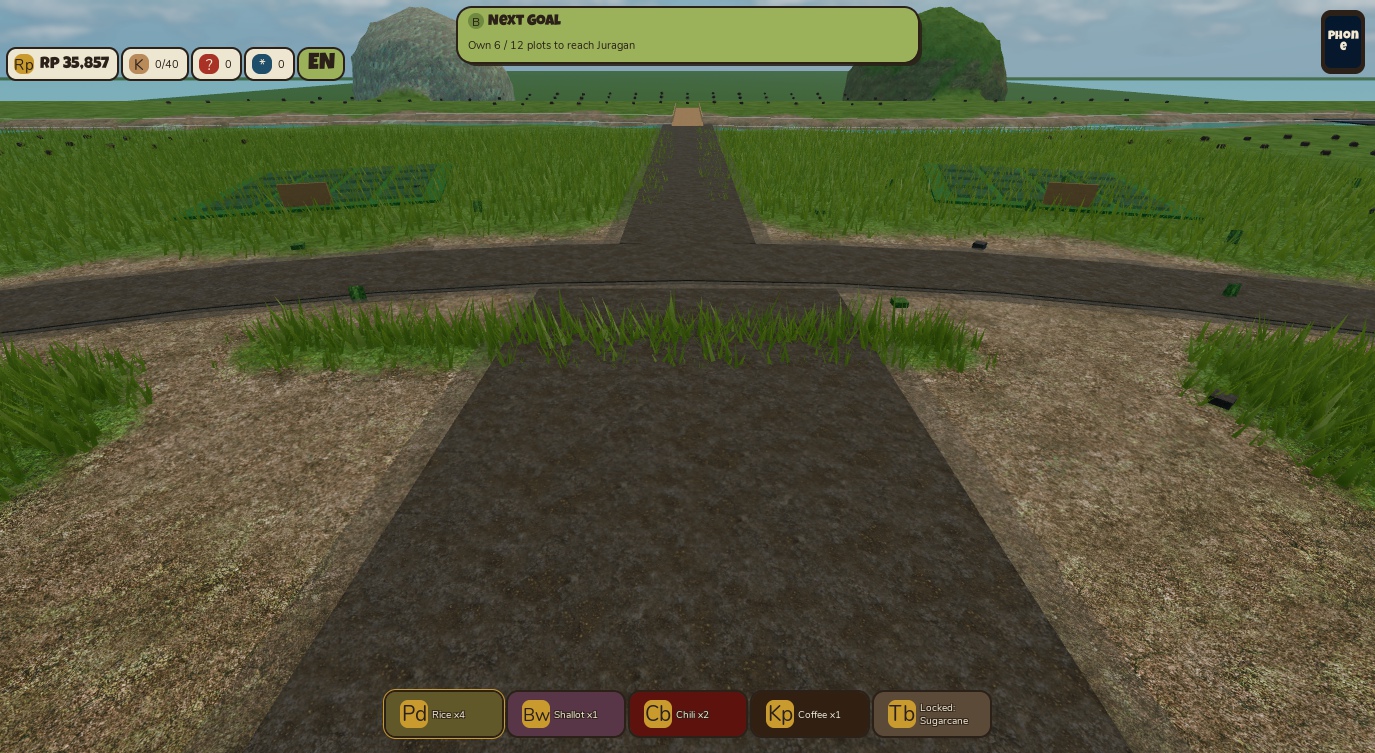 B NEXT GOAL
Own 6 / 12 plots to reach Juragan
Rp RP 35,857
K 0/40
? 0
* 0
EN
PHON
E
Pd Rice x4
Bw Shallot x1
Cb Chili x2
Kp Coffee x1
Tb Locked:
Sugarcane